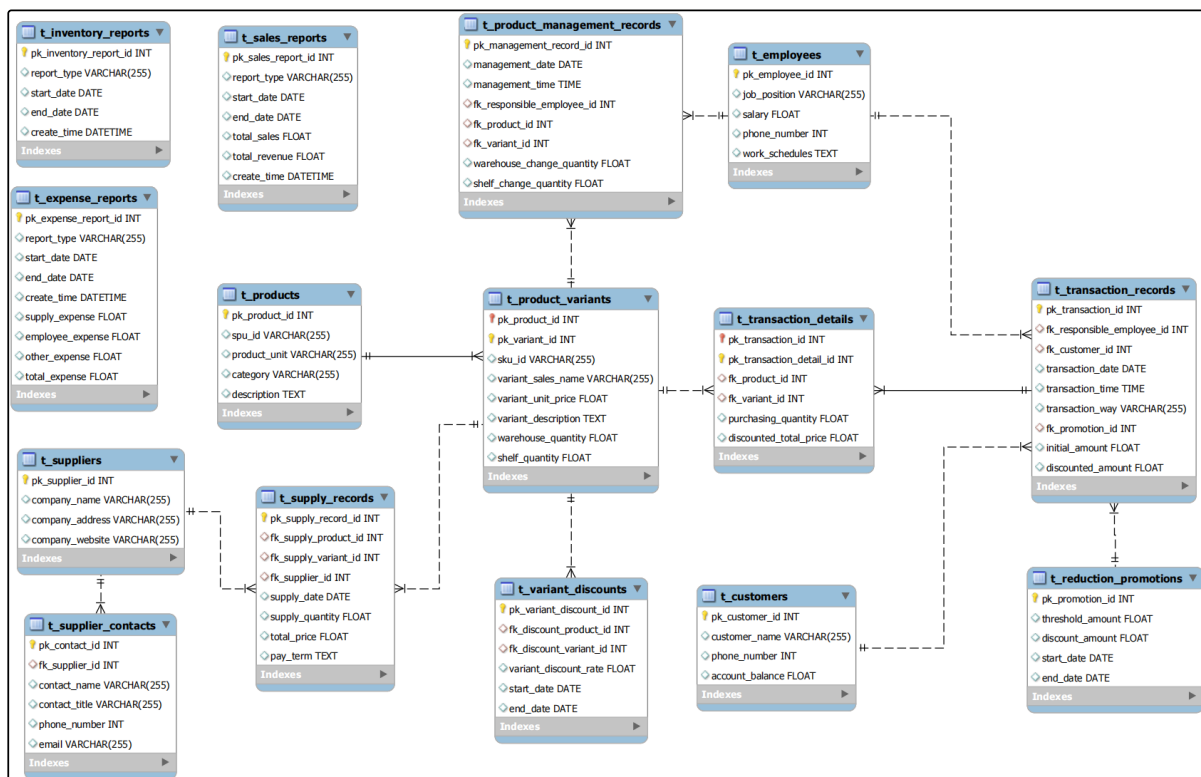 t_inventory_reports
pk_inventory_report_id INT
report_type VARCHAR(255)
start_date DATE
end_date DATE
create_time DATETIME
Indexes
t_sales_reports
pk_sales_report_id INT
report_type VARCHAR(255)
start_date DATE
end_date DATE
total_sales FLOAT
total_revenue FLOAT
create_time DATETIME
Indexes
t_product_management_records
pk_management_record_id INT
management_date DATE
management_time TIME
fk_responsible_employee_id INT
fk_product_id INT
fk_variant_id INT
warehouse_change_quantity FLOAT
shelf_change_quantity FLOAT
Indexes
t_employees
pk_employee_id INT
job_position VARCHAR(255)
salary FLOAT
phone_number INT
work_schedules TEXT
Indexes
t_expense_reports
pk_expense_report_id INT
report_type VARCHAR(255)
start_date DATE
end_date DATE
create_time DATETIME
supply_expense FLOAT
employee_expense FLOAT
other_expense FLOAT
total_expense FLOAT
Indexes
t_products
pk_product_id INT
spu_id VARCHAR(255)
product_unit VARCHAR(255)
category VARCHAR(255)
description TEXT
Indexes
t_product_variants
pk_product_id INT
pk_variant_id INT
sku_id VARCHAR(255)
variant_sales_name VARCHAR(255)
variant_unit_price FLOAT
variant_description TEXT
warehouse_quantity FLOAT
shelf_quantity FLOAT
Indexes
t_transaction_details
pk_transaction_id INT
pk_transaction_detail_id INT
fk_product_id INT
fk_variant_id INT
purchasing_quantity FLOAT
discounted_total_price FLOAT
Indexes
t_transaction_records
pk_transaction_id INT
fk_responsible_employee_id INT
fk_customer_id INT
transaction_date DATE
transaction_time TIME
transaction_way VARCHAR(255)
fk_promotion_id INT
initial_amount FLOAT
discounted_amount FLOAT
Indexes
t_suppliers
pk_supplier_id INT
company_name VARCHAR(255)
company_address VARCHAR(255)
company_website VARCHAR(255)
Indexes
t_supply_records
pk_supply_record_id INT
fk_supply_product_id INT
fk_supply_variant_id INT
fk_supplier_id INT
supply_date DATE
supply_quantity FLOAT
total_price FLOAT
pay_term TEXT
Indexes
t_supplier_contacts
pk_contact_id INT
fk_supplier_id INT
contact_name VARCHAR(255)
contact_title VARCHAR(255)
phone_number INT
email VARCHAR(255)
Indexes
t_variant_discounts
pk_variant_discount_id INT
fk_discount_product_id INT
fk_discount_variant_id INT
variant_discount_rate FLOAT
start_date DATE
end_date DATE
Indexes
t_customers
pk_customer_id INT
customer_name VARCHAR(255)
phone_number INT
account_balance FLOAT
Indexes
t_reduction_promotions
pk_promotion_id INT
threshold_amount FLOAT
discount_amount FLOAT
start_date DATE
end_date DATE
Indexes